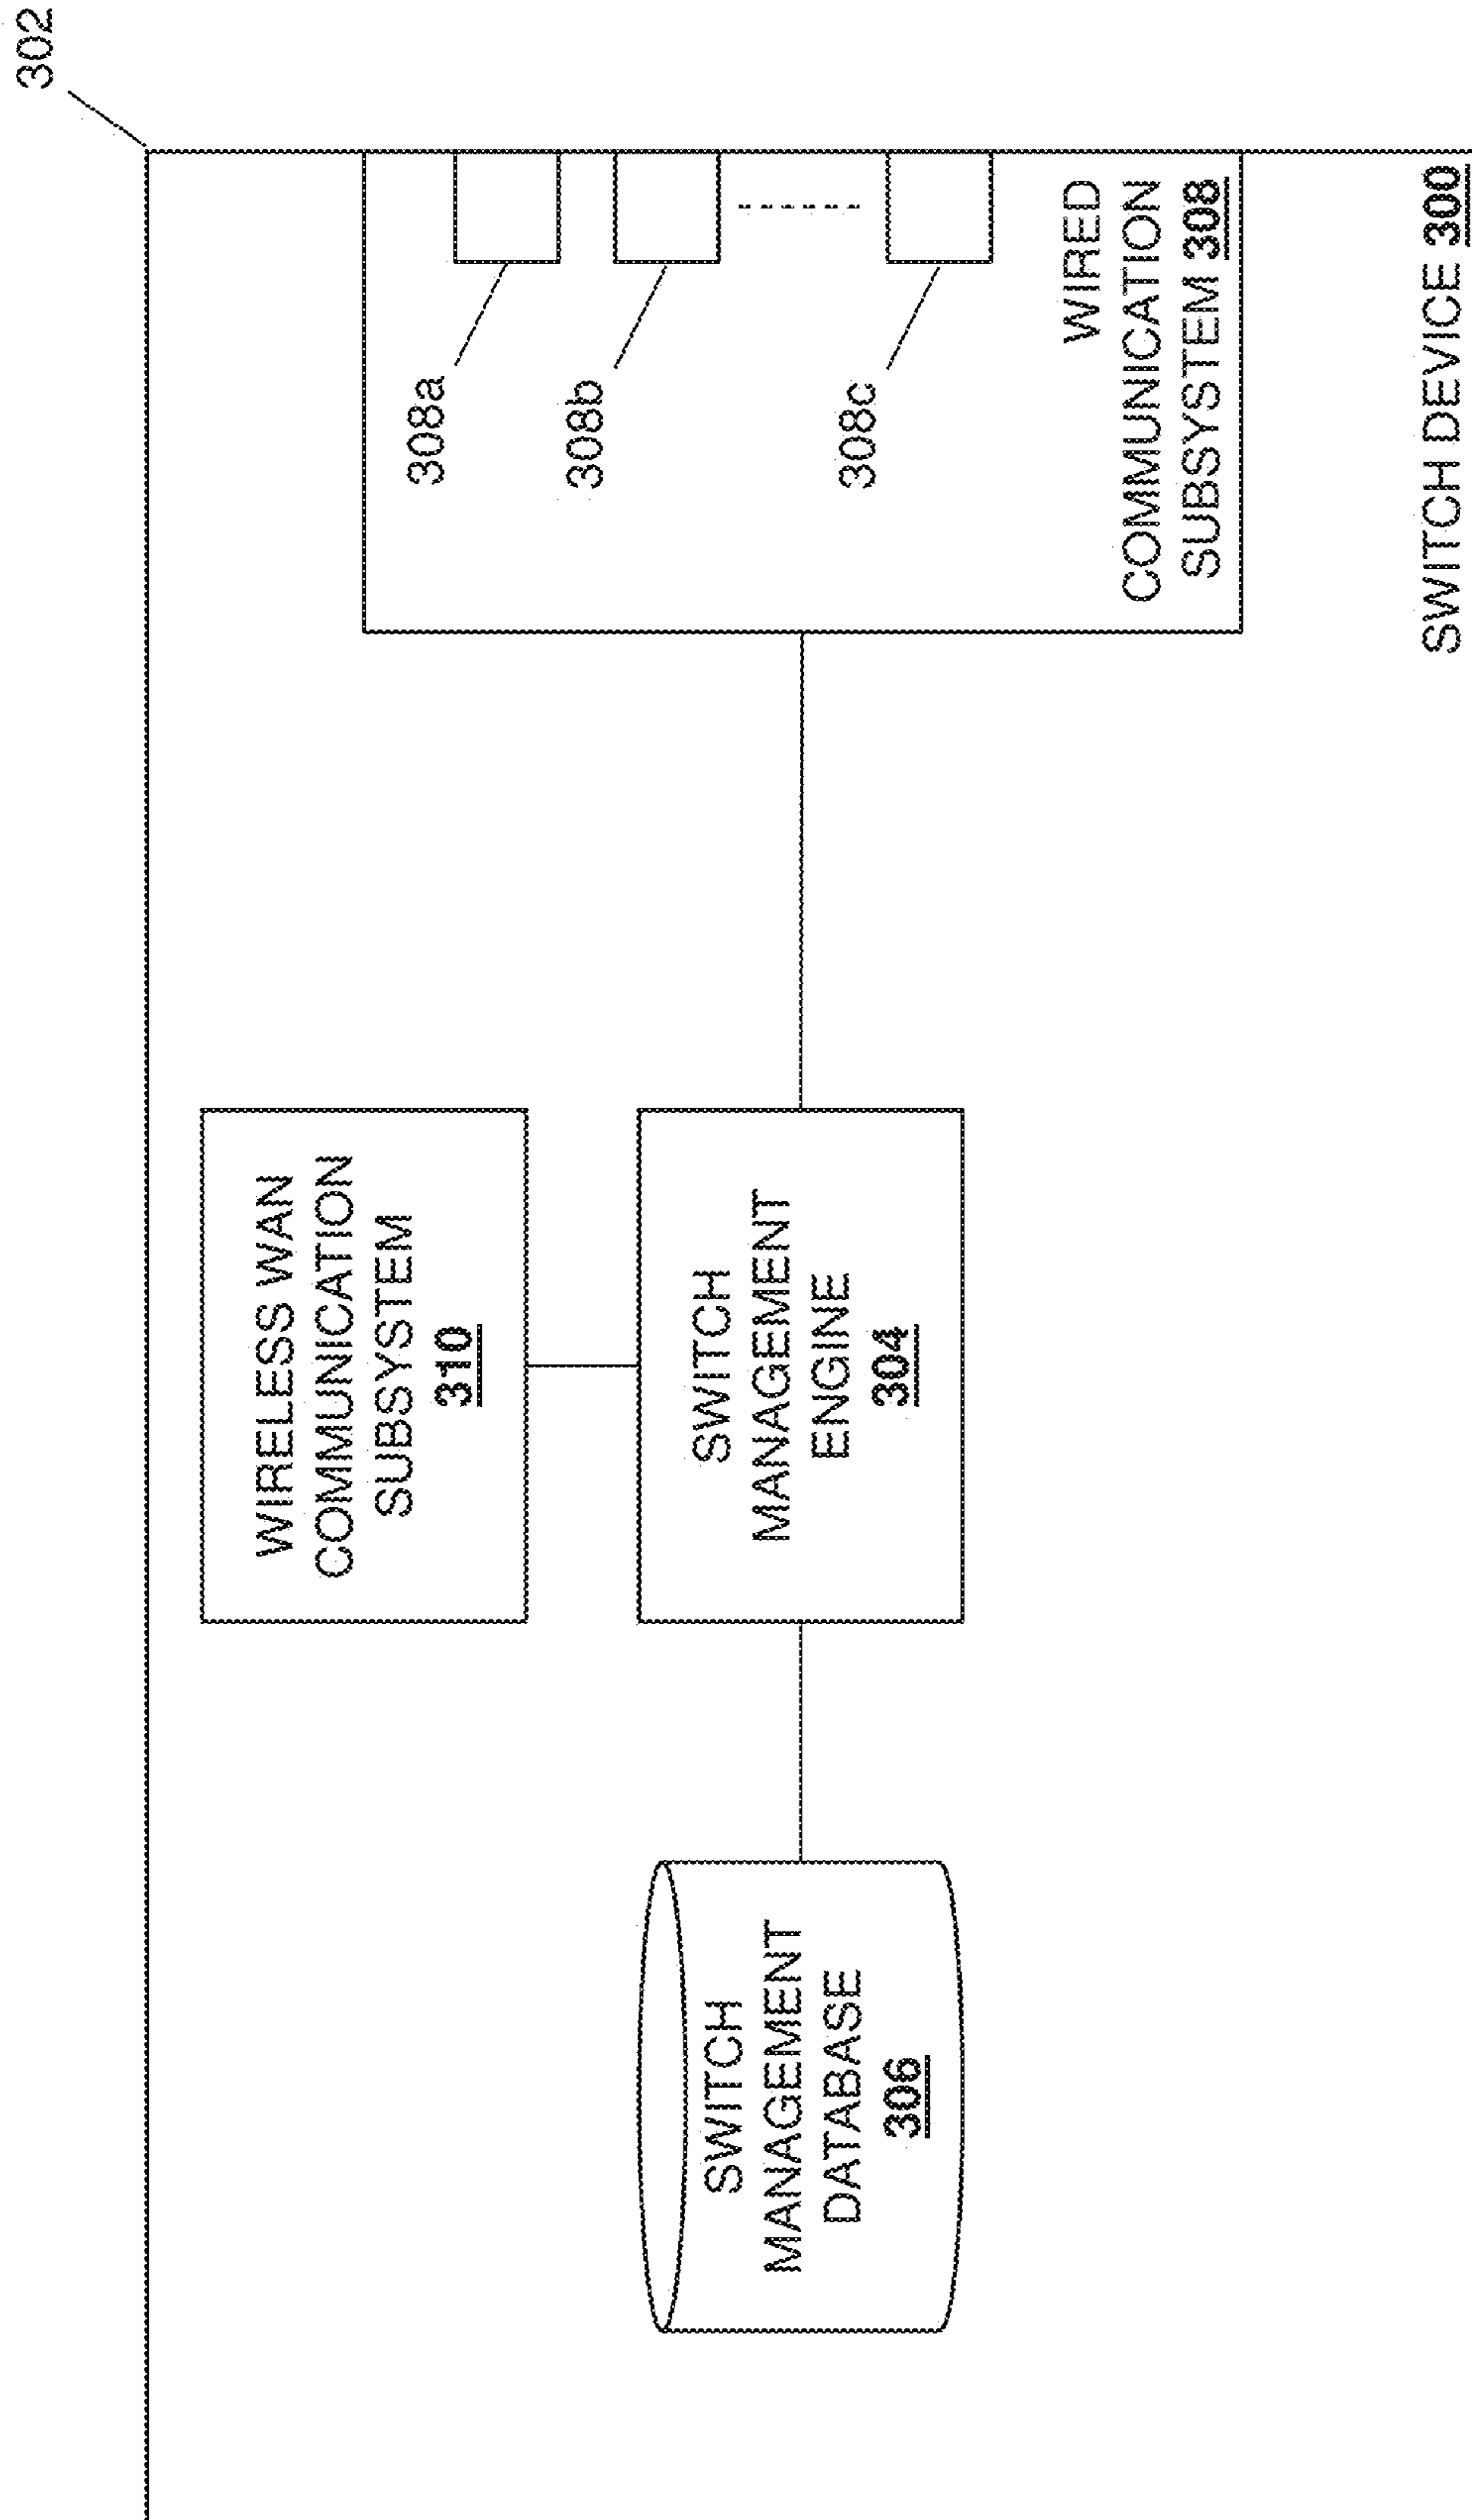 302
WIRELESS WAN
COMMUNICATION
SUBSYSTEM
310
308a
308b
308c
SWITCH
MANAGEMENT
DATABASE
306
SWITCH
MANAGEMENT
ENGINE
304
WIRED
COMMUNICATION
SUBSYSTEM 308
SWITCH DEVICE 300